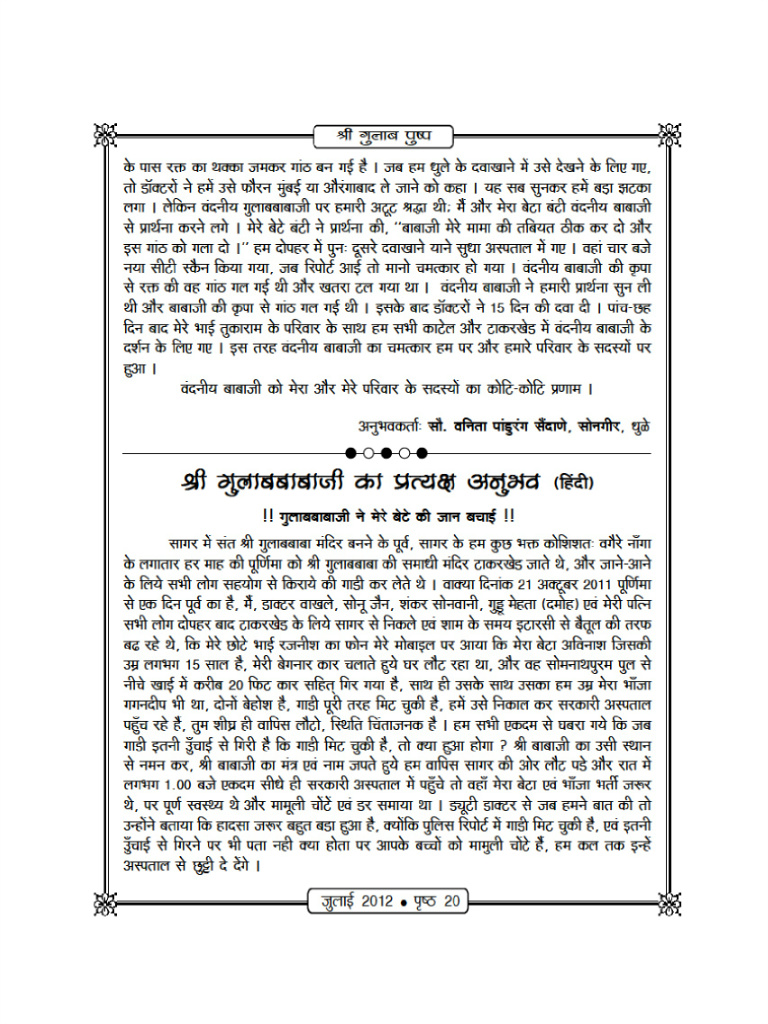 श्री गुलाब पुष्प
के पास रक्त का थक्का जमकर गांठ बन गई है । जब हम धुले के दवाखाने में उसे देखने के लिए गए,
तो डॉक्टरों ने हमें उसे फौरन मुंबई या औरंगाबाद ले जाने को कहा । यह सब सुनकर हमें बड़ा झटका
लगा । लेकिन वंदनीय गुलाबबाबाजी पर हमारी अटूट श्रद्धा थी; मैं और मेरा बेटा बंटी वंदनीय बाबाजी
से प्रार्थना करने लगे । मेरे बेटे बंटी ने प्रार्थना की, ‘‘बाबाजी मेरे मामा की तबियत ठीक कर दो और
इस गांठ को गला दो ।’’ हम दोपहर में पुनः दूसरे दवाखाने याने सुधा अस्पताल में गए । वहां चार बजे
नया सीटी स्कैन किया गया, जब रिपोर्ट आई तो मानो चमत्कार हो गया । वंदनीय बाबाजी की कृपा
से रक्त की वह गांठ गल गई थी और खतरा टल गया था । वंदनीय बाबाजी ने हमारी प्रार्थना सुन ली
थी और बाबाजी की कृपा से गांठ गल गई थी । इसके बाद डॉक्टरों ने 15 दिन की दवा दी । पांच-छह
दिन बाद मेरे भाई तुकाराम के परिवार के साथ हम सभी काटेल और टाकरखेड में वंदनीय बाबाजी के
दर्शन के लिए गए । इस तरह वंदनीय बाबाजी का चमत्कार हम पर और हमारे परिवार के सदस्यों पर
हुआ ।
वंदनीय बाबाजी को मेरा और मेरे परिवार के सदस्यों का कोटि-कोटि प्रणाम ।
अनुभवकर्ताः सौ. वनिता पांडुरंग सैंदाणे, सोनगीर, धुळे
श्री गुलाबबाबाजी का प्रत्यक्ष अनुभव (हिंदी)
!! गुलाबबाबाजी ने मेरे बेटे की जान बचाई !!
सागर में संत श्री गुलाबबाबा मंदिर बनने के पूर्व, सागर के हम कुछ भक्त कोशिशतः वगैरे नाँगा
के लगातार हर माह की पूर्णिमा को श्री गुलाबबाबा की समाधी मंदिर टाकरखेड जाते थे, और जाने-आने
के लिये सभी लोग सहयोग से किराये की गाडी कर लेते थे । वाक्या दिनांक 21 अक्टूबर 2011 पूर्णिमा
से एक दिन पूर्व का है, मैं, डाक्टर वाखले, सोनू जैन, शंकर सोनवानी, गुड्डू मेहता (दमोह) एवं मेरी पत्नि
सभी लोग दोपहर बाद टाकरखेड के लिये सागर से निकले एवं शाम के समय इटारसी से बैतूल की तरफ
बढ रहे थे, कि मेरे छोटे भाई रजनीश का फोन मेरे मोबाइल पर आया कि मेरा बेटा अविनाश जिसकी
उम्र लगभग 15 साल है, मेरी बेगनार कार चलाते हुये घर लौट रहा था, और वह सोमनाथपुरम पुल से
नीचे खाई में करीब 20 फिट कार सहित् गिर गया है, साथ ही उसके साथ उसका हम उम्र मेरा भाँजा
गगनदीप भी था, दोनों बेहोश है, गाडी पूरी तरह मिट चुकी है, हमें उसे निकाल कर सरकारी अस्पताल
पहुँच रहे है, तुम शीघ्र ही वापिस लौटो, स्थिति चिंताजनक है । हम सभी एकदम से घबरा गये कि जब
गाडी इतनी उुँचाई से गिरी है कि गाडी मिट चुकी है, तो क्या हुआ होगा ? श्री बाबाजी का उसी स्थान
से नमन कर, श्री बाबाजी का मंत्र एवं नाम जपते हुये हम वापिस सागर की ओर लौट पडे और रात में
लगभग 1.00 बजे एकदम सीधे ही सरकारी अस्पताल में पहुँचे तो वहाँ मेरा बेटा एवं भाँजा भर्ती जरूर
थे, पर पूर्ण स्वस्थ्य थे और मामूली चोंटें एवं डर समाया था । ड्यूटी डाक्टर से जब हमने बात की तो
उन्होंने बताया कि हादसा जरूर बहुत बडा हुआ है, क्योंकि पुलिस रिपोर्ट में गाडी मिट चुकी है, एवं इतनी
उुँचाई से गिरने पर भी पता नही क्या होता पर आपके बच्चों को मामुली चोंटे हैं, हम कल तक इन्हें
अस्पताल से छुट्टी दे देंगे ।
जुलाई 2012 ● पृष्ठ 20